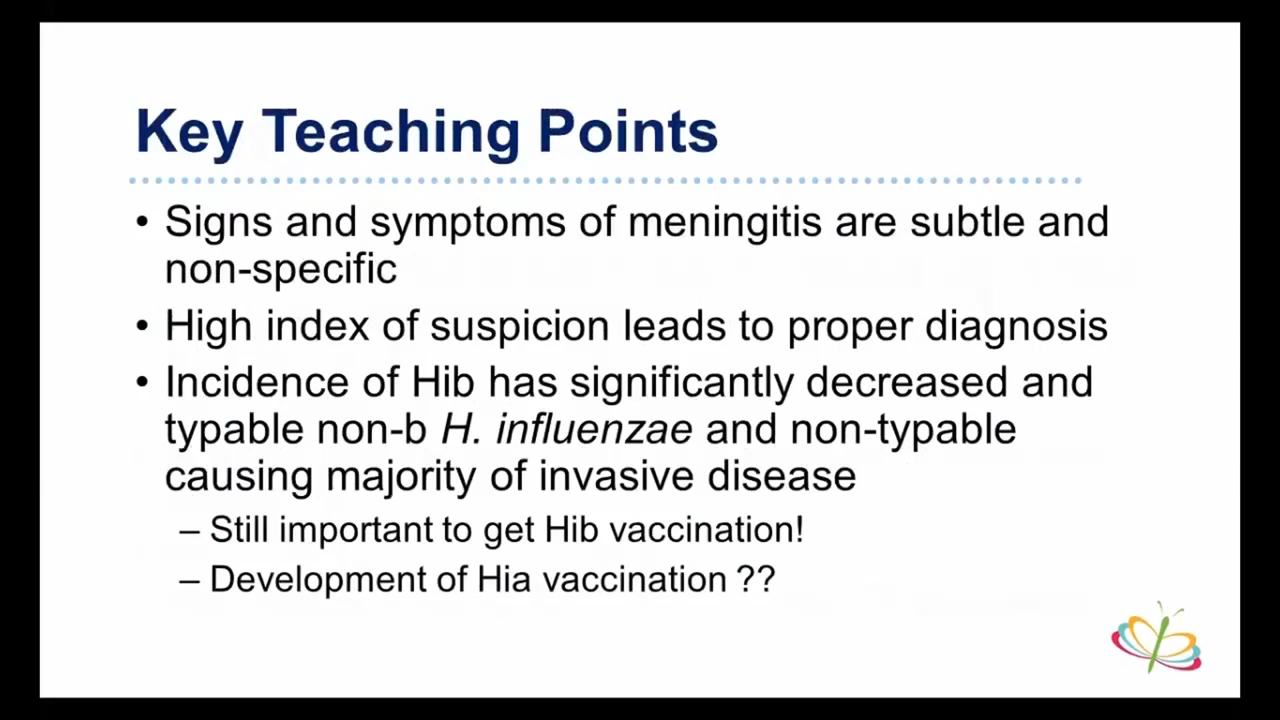 Key Teaching Points
• Signs and symptoms of meningitis are subtle and
non-specific
• High index of suspicion leads to proper diagnosis
• Incidence of Hib has significantly decreased and
typable non-b H. influenzae and non-typable
causing majority of invasive disease
– Still important to get Hib vaccination!
– Development of Hia vaccination ??